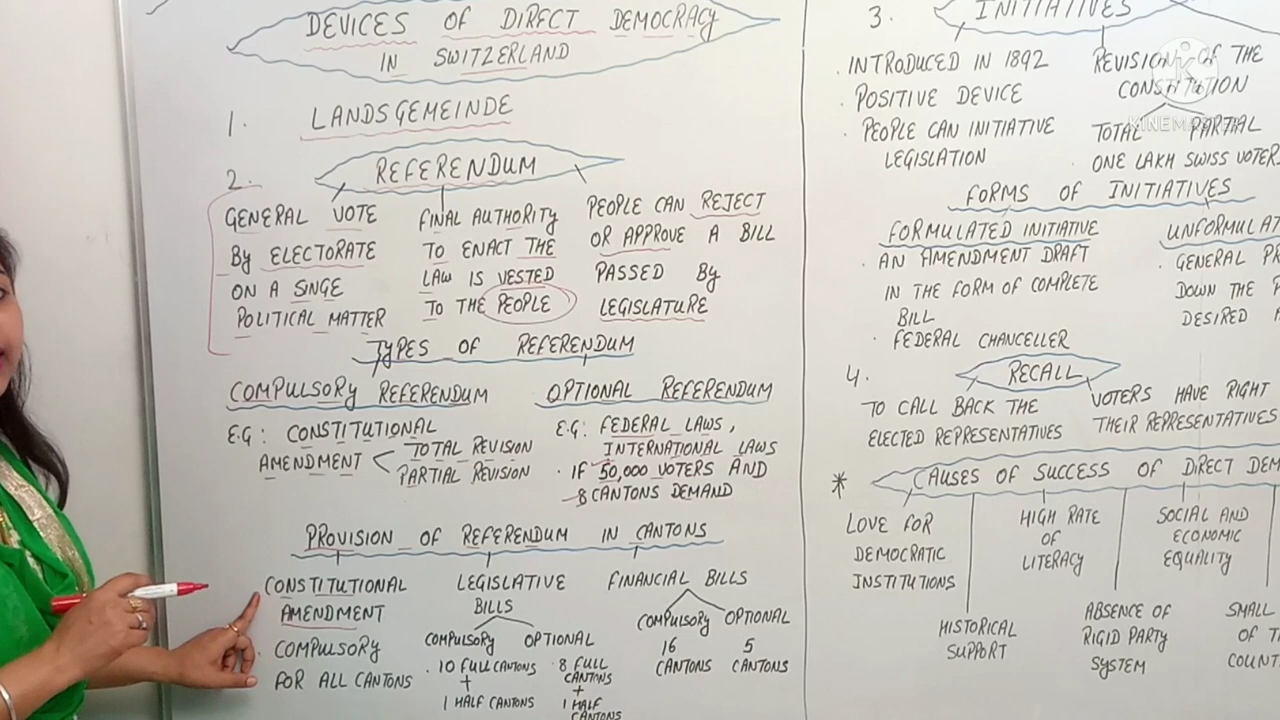 DEVICES OF DIRECT DEMOCRACY
IN SWITZERLAND
1. LANDSGEMEINDE
2. REFERENDUM
GENERAL VOTE
BY ELECTORATE
ON A SINGE
POLITICAL MATTER
FINAL AUTHORITY
TO ENACT THE
LAW IS VESTED
TO THE PEOPLE
PEOPLE CAN REJECT
OR APPROVE A BILL
PASSED BY
LEGISLATURE
TYPES OF REFERENDUM
COMPULSORY REFERENDUM
E.G: CONSTITUTIONAL
AMENDMENT < TOTAL REVISION
PARTIAL REVISION
OPTIONAL REFERENDUM
E.G: FEDERAL LAWS,
INTERNATIONAL LAWS
· IF 50,000 VOTERS AND
8 CANTONS DEMAND
PROVISION OF REFERENDUM IN CANTONS
CONSTITUTIONAL
AMENDMENT
COMPULSORY
FOR ALL CANTONS
LEGISLATIVE
BILLS
COMPULSORY
· 10 FULL CANTONS
+
1 HALF CANTONS
OPTIONAL
· 8 FULL
CANTONS
+
1 HALF
CANTONS
FINANCIAL BILLS
COMPULSORY
16
CANTONS
OPTIONAL
5
CANTONS
3. INITIATIVES
· INTRODUCED IN 1892
· POSITIVE DEVICE
· PEOPLE CAN INITIATIVE
LEGISLATION
REVISION OF THE
CONSTITUTION
TOTAL PARTIAL
· ONE LAKH SWISS VOTER
KINEMASTER
FORMS OF INITIATIVES
FORMULATED INITIATIVE
· AN AMENDMENT DRAFT
IN THE FORM OF COMPLETE
BILL
· FEDERAL CHANCELLER
UNFORMULAT
· GENERAL PR
DOWN THE
DESIRED
4. RECALL
TO CALL BACK THE
ELECTED REPRESENTATIVES
VOTERS HAVE RIGHT
THEIR REPRESENTATIVES
* CAUSES OF SUCCESS OF DIRECT DEM
LOVE FOR
DEMOCRATIC
INSTITUTIONS
HISTORICAL
SUPPORT
HIGH RATE
OF
LITERACY
ABSENCE OF
RIGID PARTY
SYSTEM
SOCIAL AND
ECONOMIC
EQUALITY
SMALL
OF T
COUNT